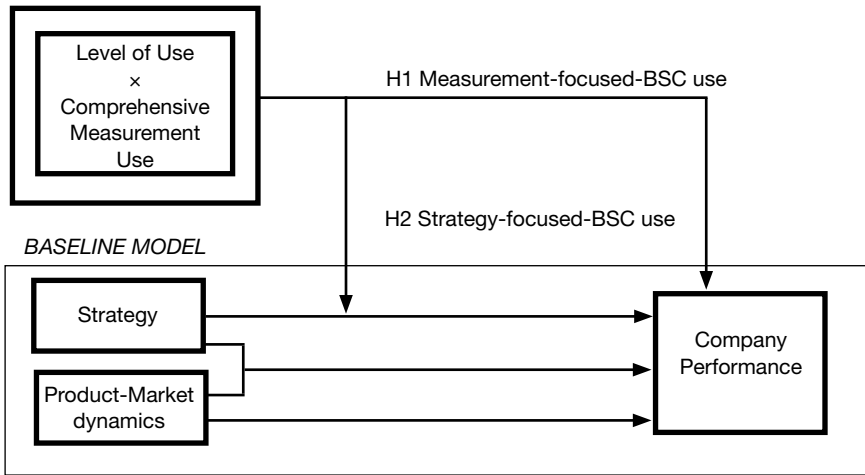 Level of Use
×
Comprehensive
Measurement
Use
H1 Measurement-focused-BSC use
H2 Strategy-focused-BSC use
BASELINE MODEL
Strategy
Company
Performance
Product-Market
dynamics